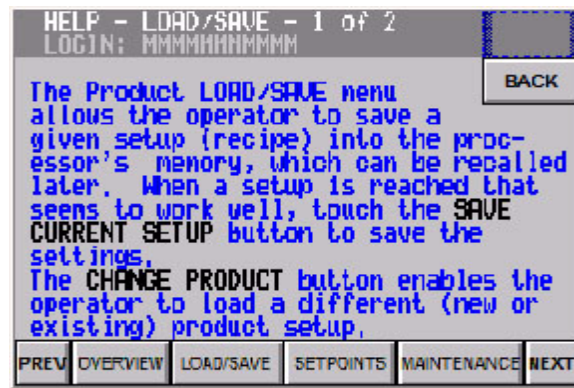 HELP - LOAD/SAVE - 1 of 2
LOGIN: MMMMMMMMMMMM
BACK
The Product LOAD/SAVE menu
allows the operator to save a
given setup (recipe) into the proc-
essor's memory, which can be recalled
later. When a setup is reached that
seems to work well, touch the SAVE
CURRENT SETUP button to save the
settings.
The CHANGE PRODUCT button enables the
operator to load a different (new or
existing) product setup.
PREV OVERVIEW LOAD/SAVE SETPOINTS MAINTENANCE NEXT